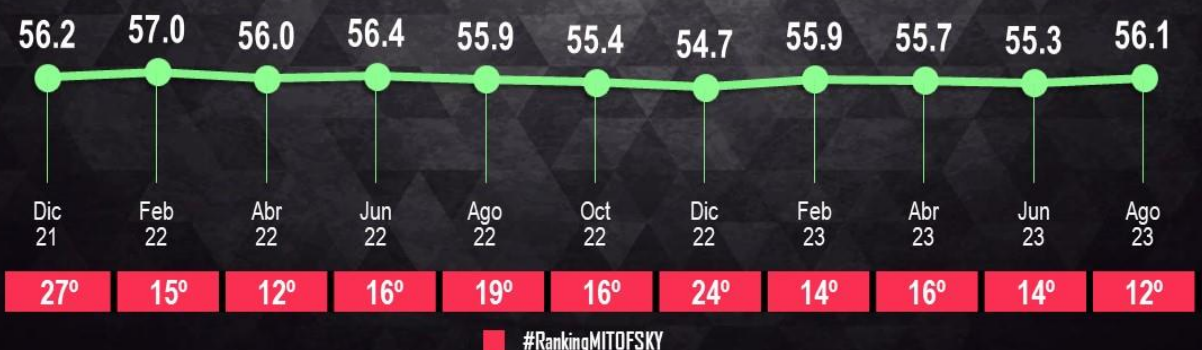 56.2 57.0 56.0 56.4 55.9 55.4 54.7 55.9 55.7 55.3 56.1
Dic Feb Abr Jun Ago Oct Dic Feb Abr Jun Ago
21 22 22 22 22 22 22 23 23 23 23
27º 15º 12º 16º 19º 16º 24º 14º 16º 14º 12º
#RankingMITOFSKY